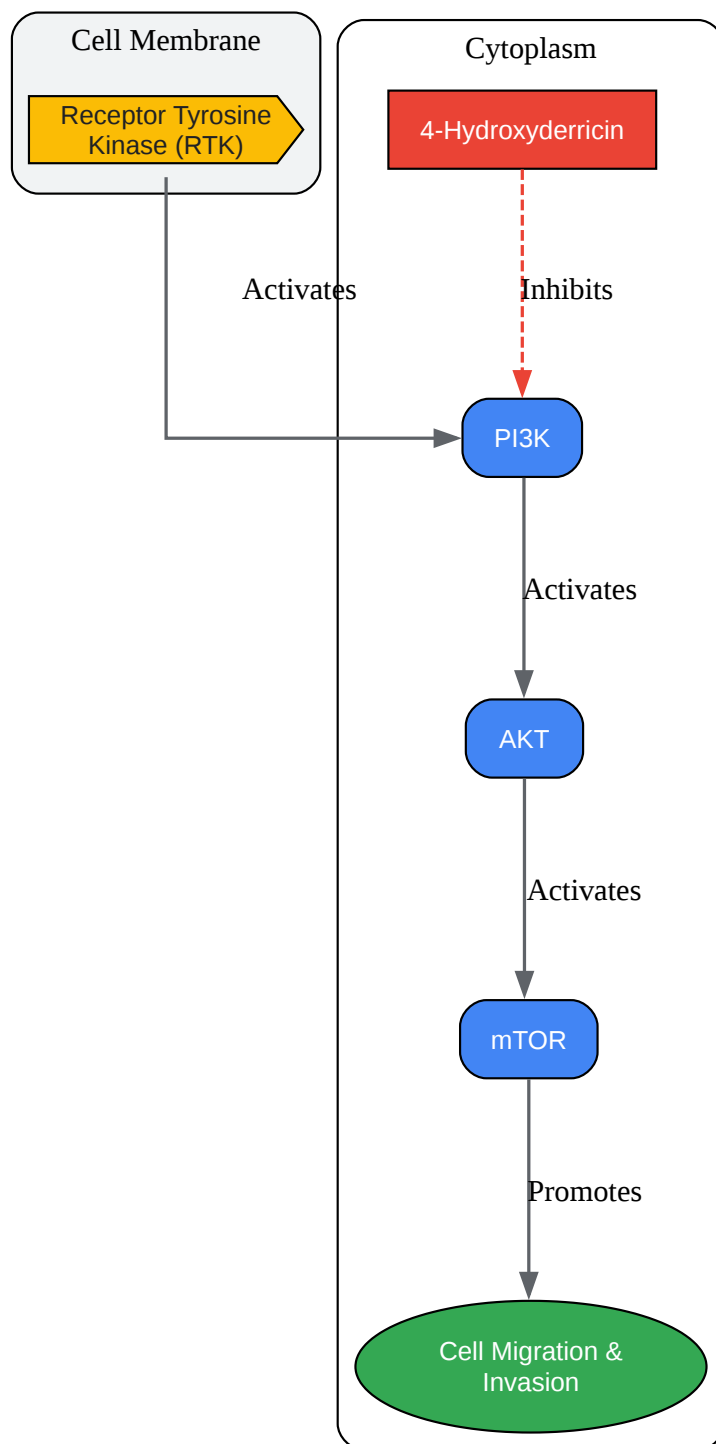 Cell Membrane
Receptor Tyrosine
Kinase (RTK)
Cytoplasm
4-Hydroxyderricin
Activates
Inhibits
PI3K
Activates
AKT
Activates
mTOR
Promotes
Cell Migration &
Invasion